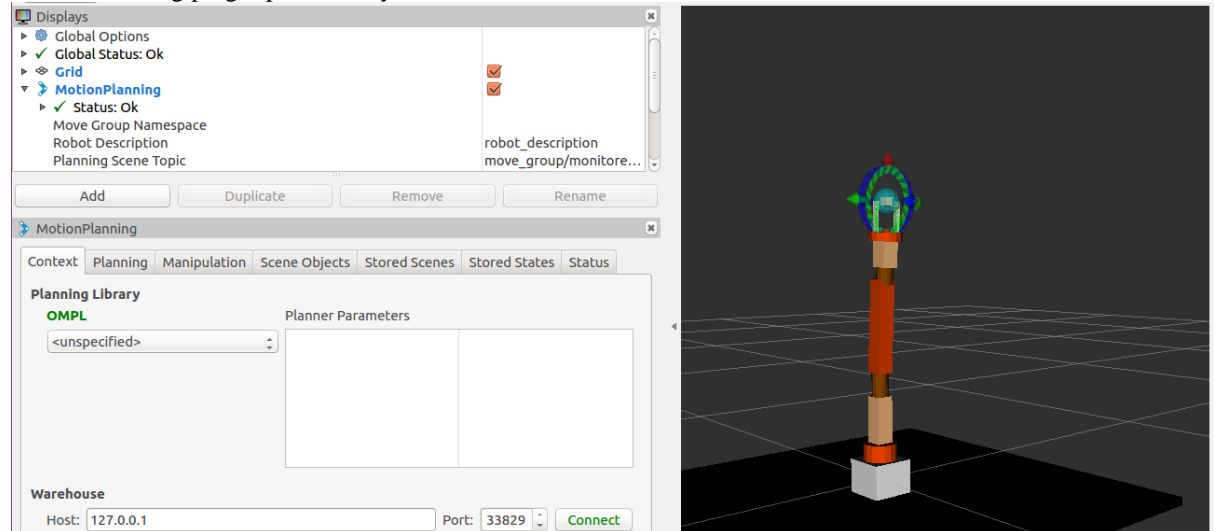 Displays
Global Options
Global Status: Ok
Grid
MotionPlanning
Status: Ok
Move Group Namespace
Robot Description robot_description
Planning Scene Topic move_group/monitore...
Add Duplicate Remove Rename
MotionPlanning
Context Planning Manipulation Scene Objects Stored Scenes Stored States Status
Planning Library
OMPL Planner Parameters
<unspecified>
Warehouse
Host: 127.0.0.1 Port: 33829 Connect